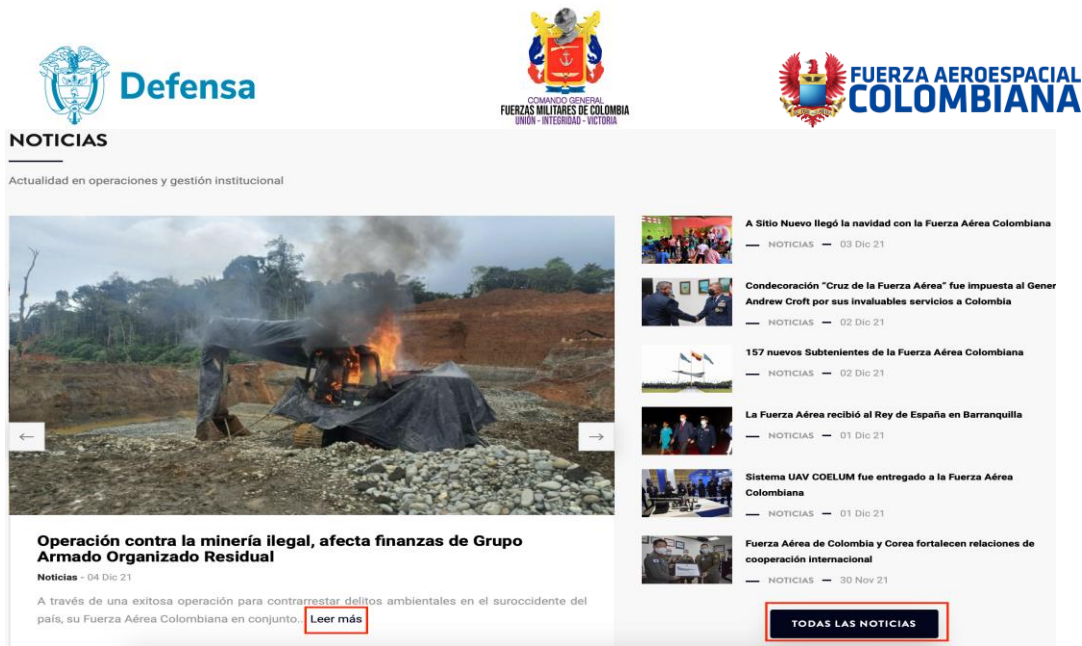 Defensa
COMANDO GENERAL
FUERZAS MILITARES DE COLOMBIA
UNIÓN - INTEGRIDAD - VICTORIA
FUERZA AEROESPACIAL
COLOMBIANA
NOTICIAS
Actualidad en operaciones y gestión institucional
Operación contra la minería ilegal, afecta finanzas de Grupo
Armado Organizado Residual
Noticias - 04 Dic 21
A través de una exitosa operación para contrarrestar delitos ambientales en el suroccidente del
país, su Fuerza Aérea Colombiana en conjunto... Leer más
A Sitio Nuevo llegó la navidad con la Fuerza Aérea Colombiana
NOTICIAS — 03 Dic 21
Condecoración "Cruz de la Fuerza Aérea" fue impuesta al Gener
Andrew Croft por sus invaluables servicios a Colombia
NOTICIAS — 02 Dic 21
157 nuevos Subtenientes de la Fuerza Aérea Colombiana
NOTICIAS — 02 Dic 21
La Fuerza Aérea recibió al Rey de España en Barranquilla
NOTICIAS — 01 Dic 21
Sistema UAV COELUM fue entregado a la Fuerza Aérea
Colombiana
NOTICIAS — 01 Dic 21
Fuerza Aérea de Colombia y Corea fortalecen relaciones de
cooperación internacional
NOTICIAS — 30 Nov 21
TODAS LAS NOTICIAS